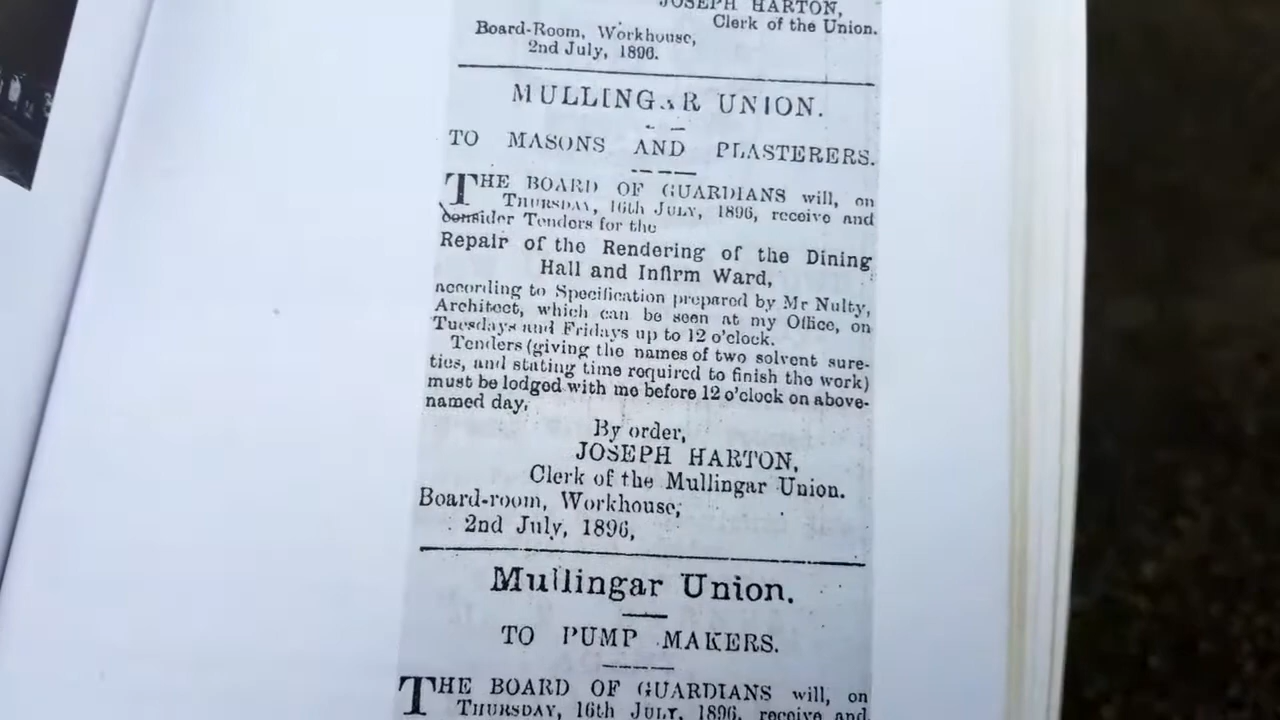 JOSEPH HARTON,
Clerk of the Union.
Board-Room, Workhouse,
2nd July, 1896.
MULLINGAR UNION.
TO MASONS AND PLASTERERS.
THE BOARD OF GUARDIANS will, on
THURSDAY, 16th JULY, 1896, receive and
consider Tenders for the
Repair of the Rendering of the Dining
Hall and Infirm Ward,
according to Specification prepared by Mr Nulty,
Architect, which can be seen at my Office, on
Tuesdays and Fridays up to 12 o'clock.
Tenders (giving the names of two solvent sure-
ties, and stating time required to finish the work)
must be lodged with me before 12 o'clock on above-
named day,
By order,
JOSEPH HARTON,
Clerk of the Mullingar Union.
Board-room, Workhouse,
2nd July, 1896,
Mullingar Union.
TO PUMP MAKERS.
THE BOARD OF GUARDIANS will, on
THURSDAY, 16th JULY, 1896, receive and